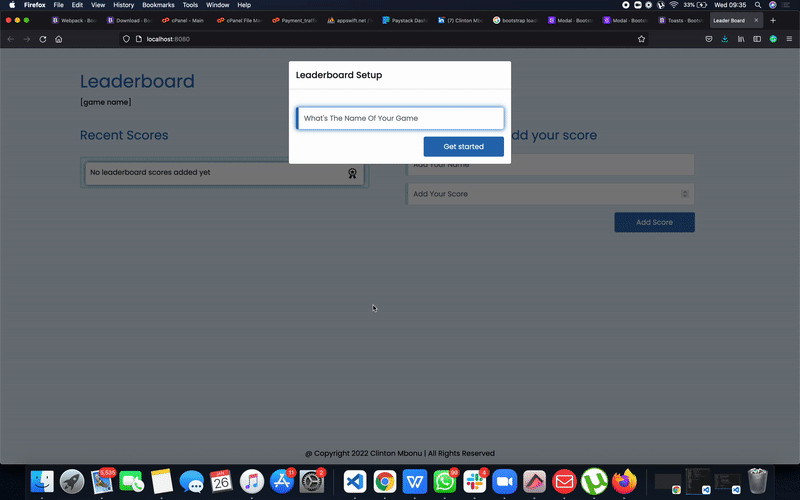 Firefox File Edit View History Bookmarks Tools Window Help 33% Wed 09:35
Webpack - Boo Download - Boo cPanel - Main cPanel File Man Payment_traffi appswift.net / Paystack Dash (7) Clinton Mbo bootstrap load Modal · Bootst Modal · Bootst Toasts · Bootst Leader Board
localhost:8080
Leaderboard
[game name]
Leaderboard Setup
What's The Name Of Your Game
Get started
Recent Scores
dd your score
No leaderboard scores added yet
Add Your Name
Add Your Score
Add Score
@ Copyright 2022 Clinton Mbonu | All Rights Reserved
5,535
JAN
26
11
2
99
4